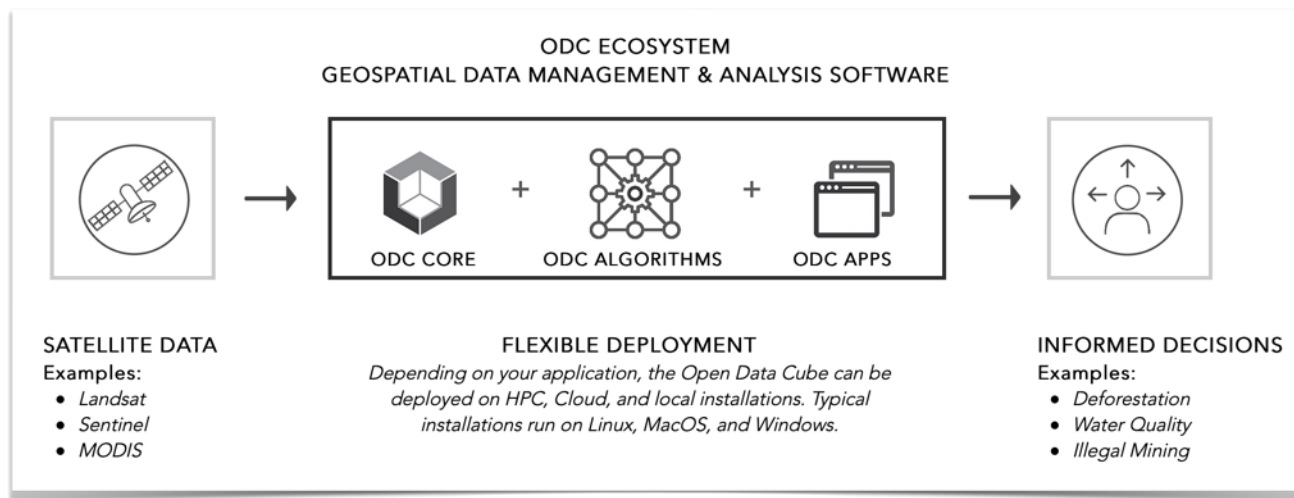 ODC ECOSYSTEM
GEOSPATIAL DATA MANAGEMENT & ANALYSIS SOFTWARE
ODC CORE
+
ODC ALGORITHMS
+
ODC APPS
SATELLITE DATA
Examples:
• Landsat
• Sentinel
• MODIS
FLEXIBLE DEPLOYMENT
Depending on your application, the Open Data Cube can be
deployed on HPC, Cloud, and local installations. Typical
installations run on Linux, MacOS, and Windows.
INFORMED DECISIONS
Examples:
• Deforestation
• Water Quality
• Illegal Mining